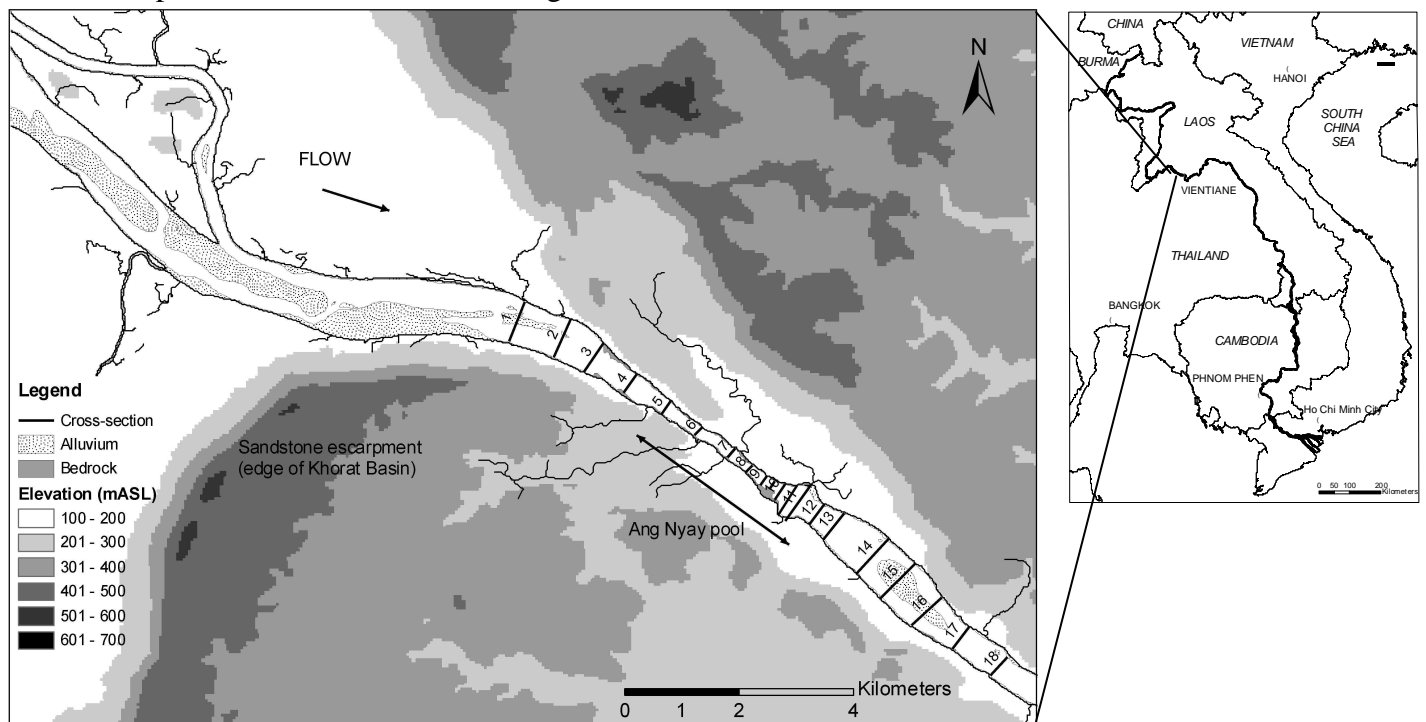 FLOW
N
1
2
3
4
5
6
7
8
9
10
11
12
13
14
15
16
17
18
Sandstone escarpment
(edge of Khorat Basin)
Ang Nyay pool
Legend
Cross-section
Alluvium
Bedrock
Elevation (mASL)
100 - 200
201 - 300
301 - 400
401 - 500
501 - 600
601 - 700
Kilometers
0 1 2 4
CHINA
BURMA
VIETNAM
HANOI
LAOS
SOUTH
CHINA
SEA
VIENTIANE
THAILAND
BANGKOK
CAMBODIA
PHNOM PHEN
Ho Chi Minh City
0 50 100 200
Kilometers